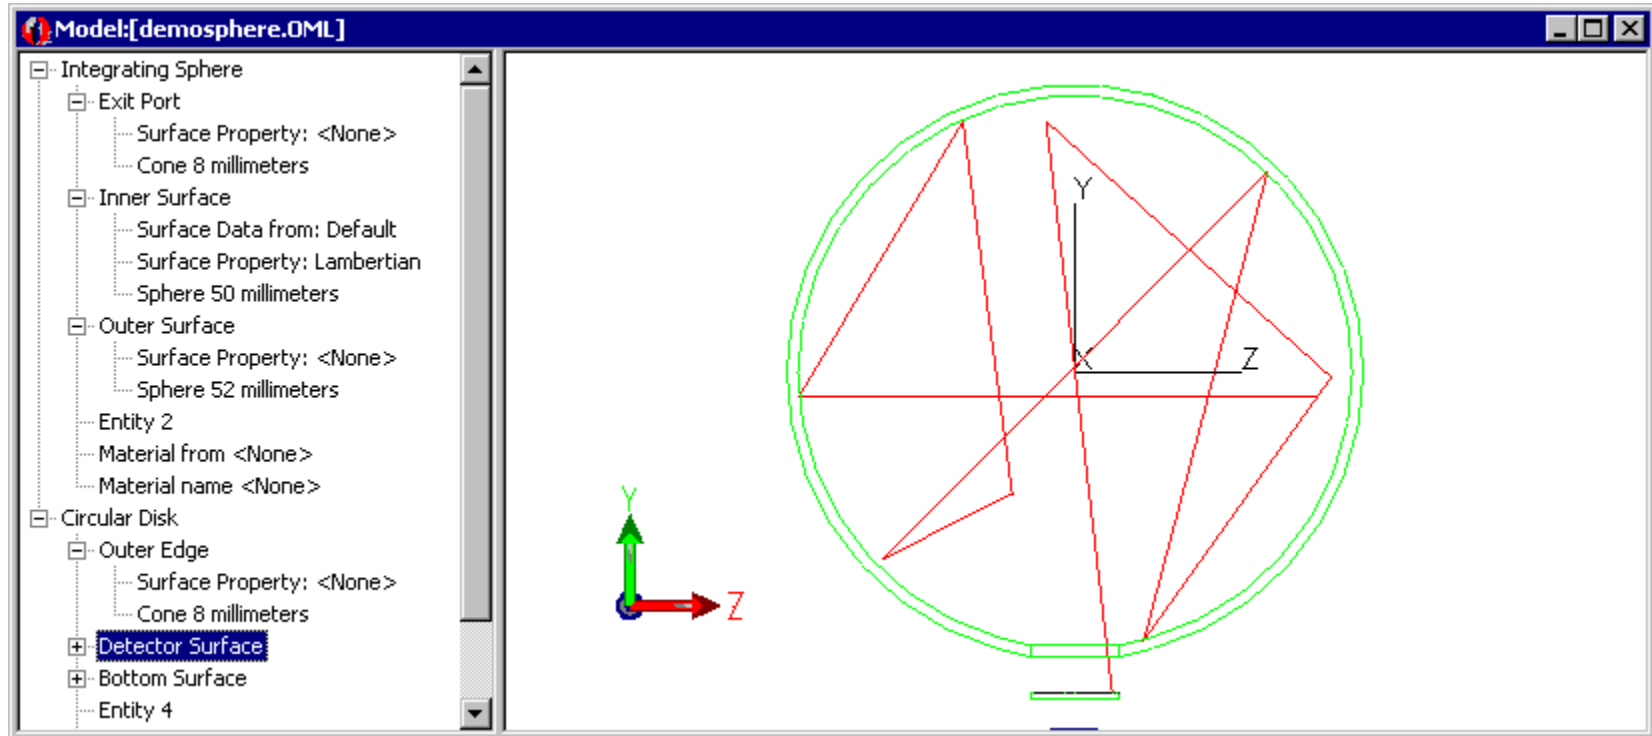 Model:[demosphere.OML]
Integrating Sphere
Exit Port
Surface Property: <None>
Cone 8 millimeters
Inner Surface
Surface Data from: Default
Surface Property: Lambertian
Sphere 50 millimeters
Outer Surface
Surface Property: <None>
Sphere 52 millimeters
Entity 2
Material from <None>
Material name <None>
Circular Disk
Outer Edge
Surface Property: <None>
Cone 8 millimeters
Detector Surface
Bottom Surface
Entity 4
Y
X
Z
Y
Z